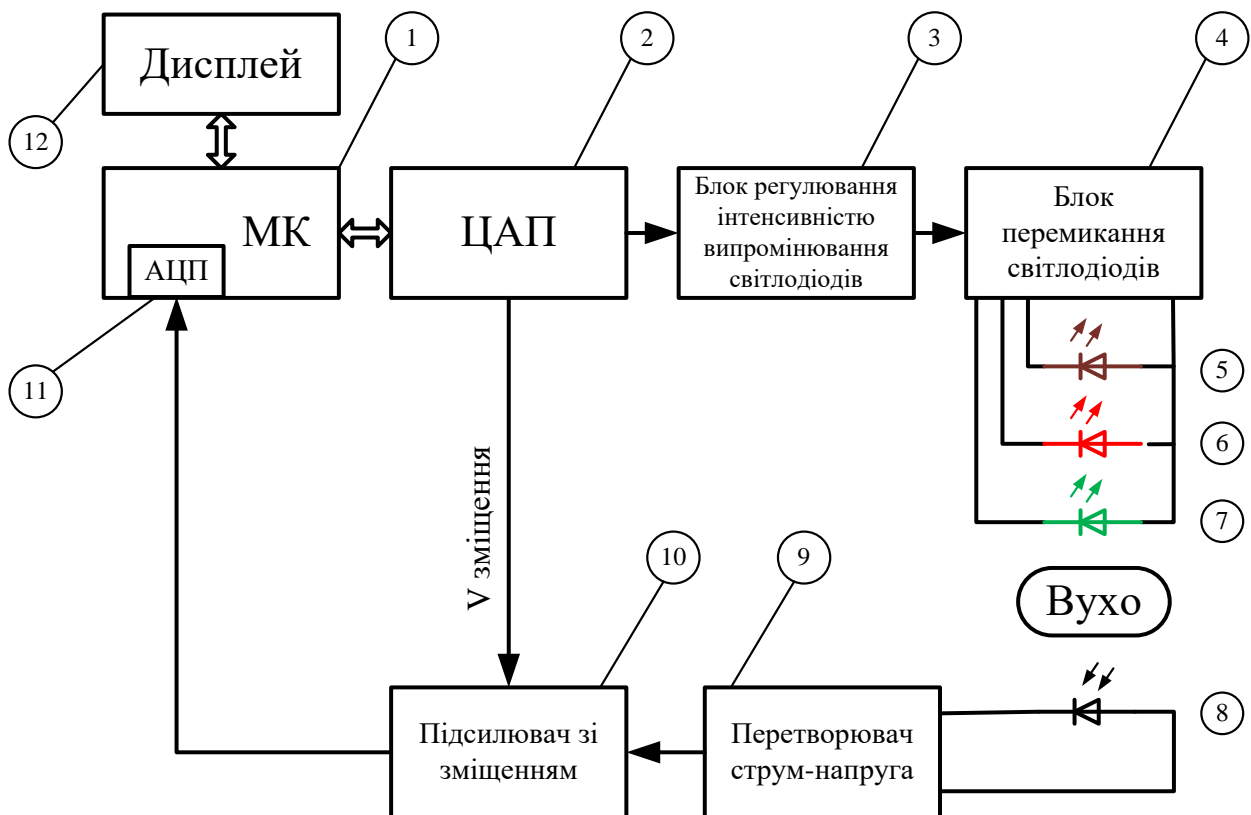 1
2
3
4
Дисплей
12
МК
АЦП
ЦАП
Блок регулювання
інтенсивністю
випромінювання
світлодіодів
Блок
перемикання
світлодіодів
11
5
6
7
V зміщення
10
9
Вухо
8
Підсилювач зі
зміщенням
Перетворювач
струм-напруга